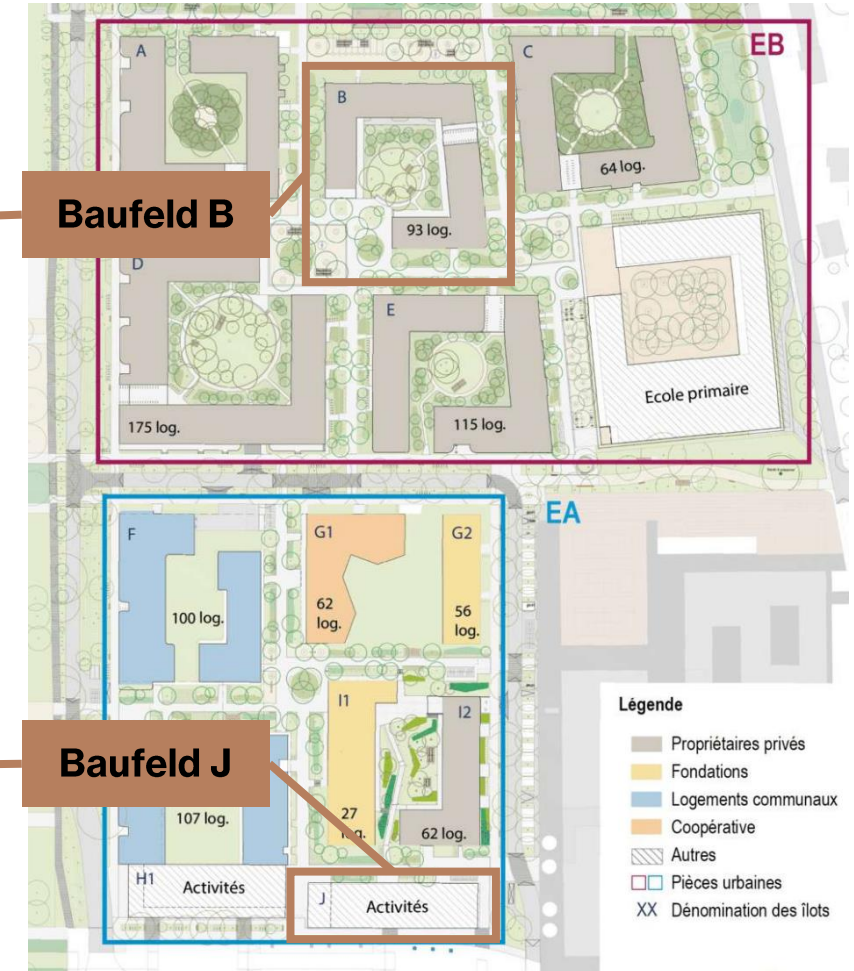 EB
A
B
C
64 log.
Baufeld B
93 log.
D
E
Ecole primaire
175 log.
115 log.
EA
F
G1
G2
100 log.
62
log.
56
log.
I1
I2
Baufeld J
107 log.
27
log.
62 log.
H1
Activités
J
Activités
Légende
Propriétaires privés
Fondations
Logements communaux
Coopérative
Autres
Pièces urbaines
XX Dénomination des îlots